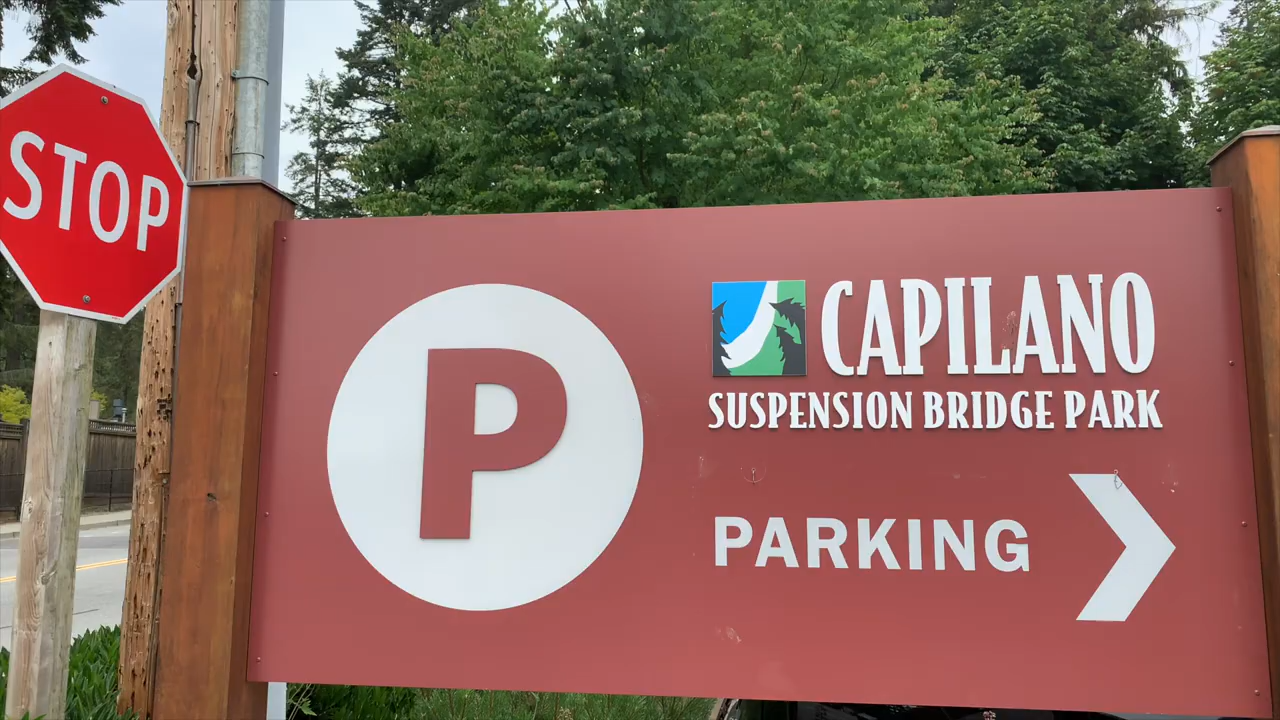 STOP
P
CAPILANO
SUSPENSION BRIDGE PARK
PARKING